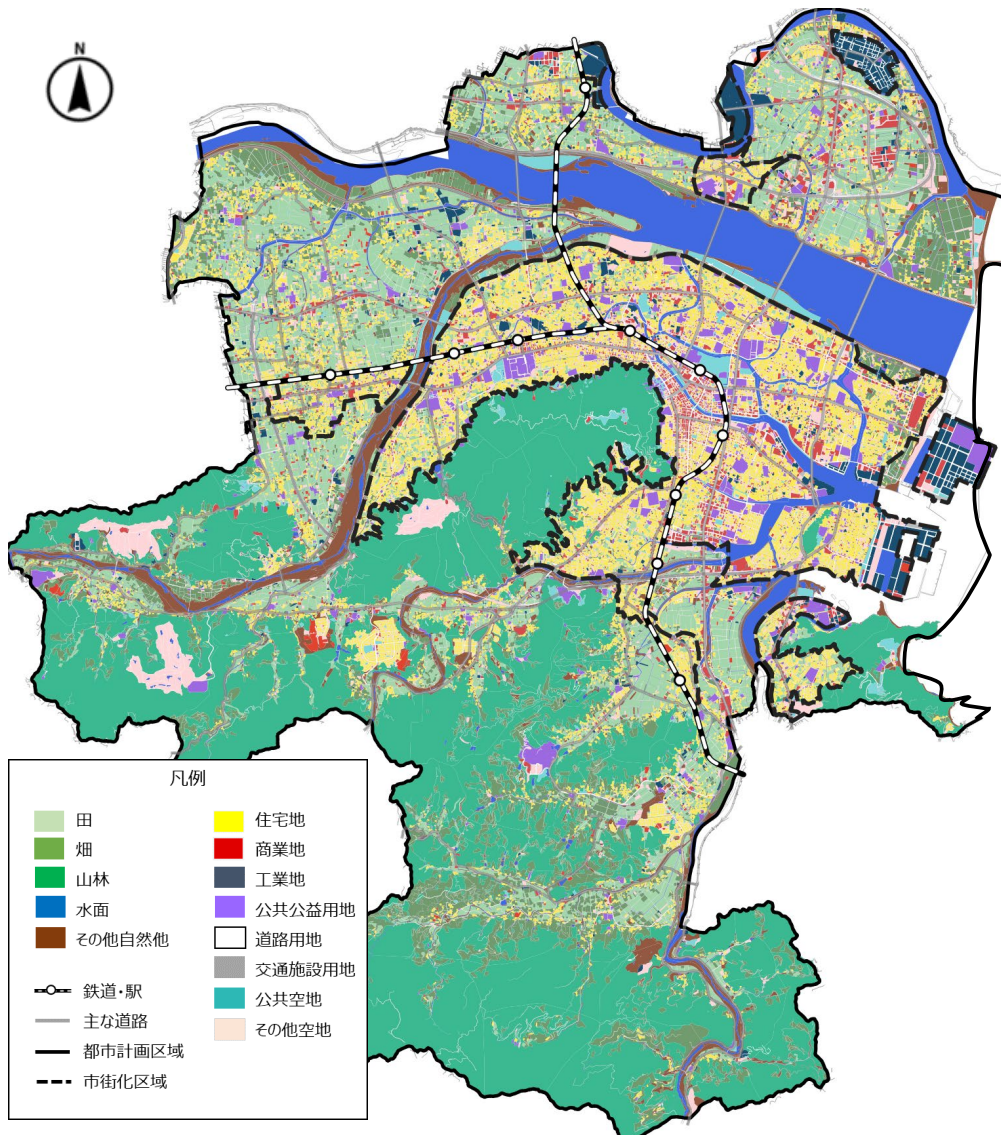 N
凡例
田
畑
山林
水面
その他自然他
鉄道・駅
主な道路
都市計画区域
市街化区域
住宅地
商業地
工業地
公共公益用地
道路用地
交通施設用地
公共空地
その他空地